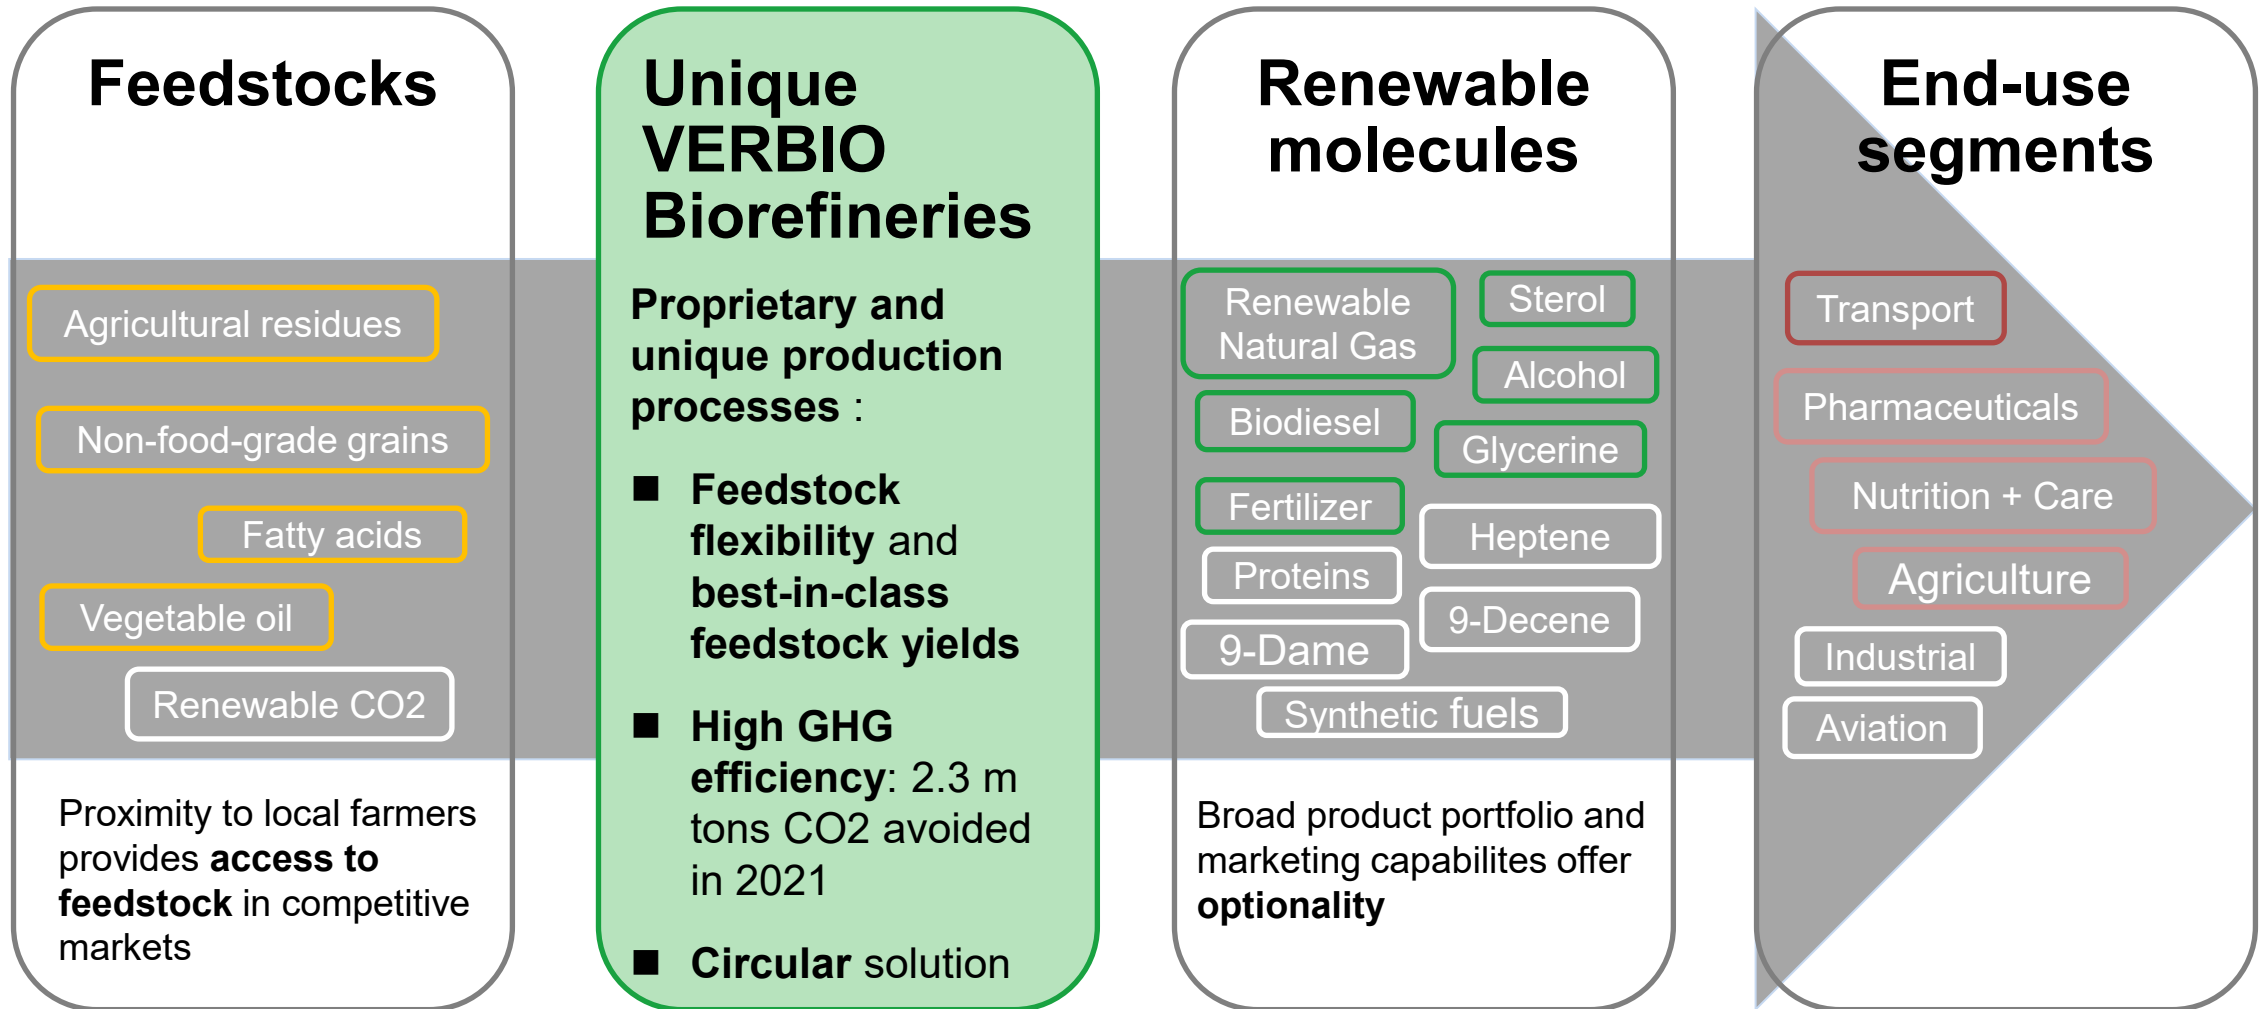 Feedstocks
Agricultural residues
Non-food-grade grains
Fatty acids
Vegetable oil
Renewable CO2
Proximity to local farmers
provides access to
feedstock in competitive
markets
Unique
VERBIO
Biorefineries
Proprietary and
unique production
processes :
■ Feedstock
flexibility and
best-in-class
feedstock yields
■ High GHG
efficiency: 2.3 m
tons CO2 avoided
in 2021
■ Circular solution
Renewable
molecules
Renewable
Natural Gas
Sterol
Alcohol
Biodiesel
Glycerine
Fertilizer
Heptene
Proteins
9-Decene
9-Dame
Synthetic fuels
Broad product portfolio and
marketing capabilites offer
optionality
End-use
segments
Transport
Pharmaceuticals
Nutrition + Care
Agriculture
Industrial
Aviation